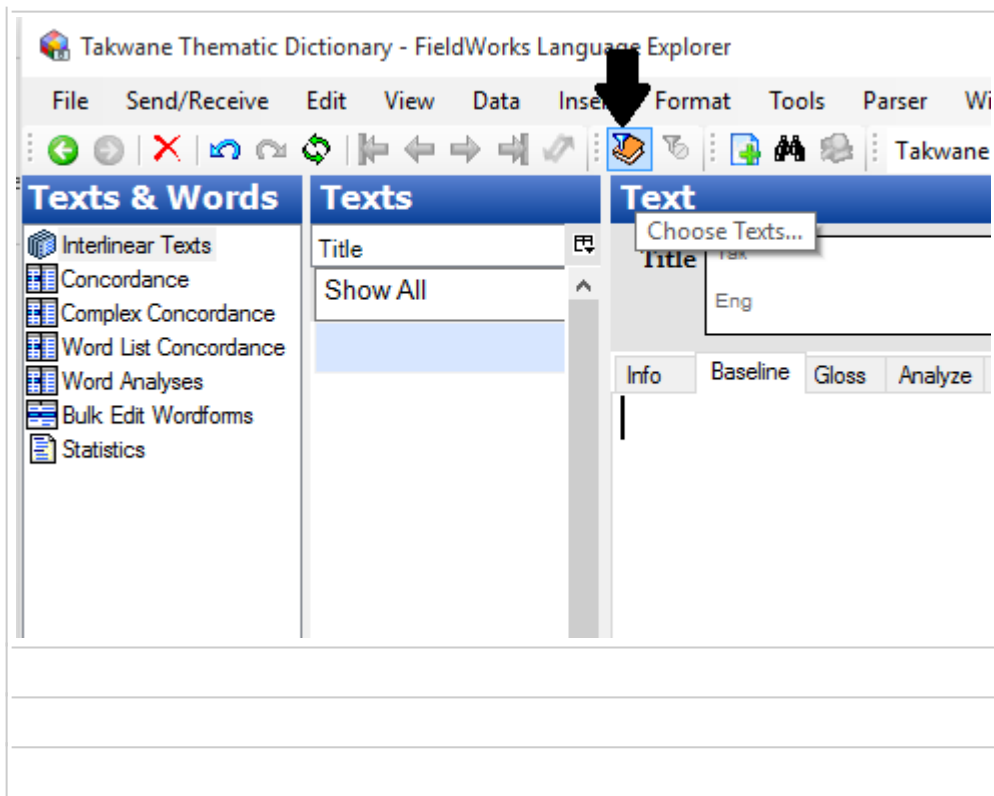 Takwane Thematic Dictionary - FieldWorks Language Explorer
File Send/Receive Edit View Data Format Tools Parser
Takwane
Texts & Words Texts Text
Choose Texts...
Interlinear Texts Title Title
Concordance Show All Eng
Complex Concordance
Word List Concordance
Word Analyses Info Baseline Gloss Analyze
Bulk Edit Wordforms
Statistics